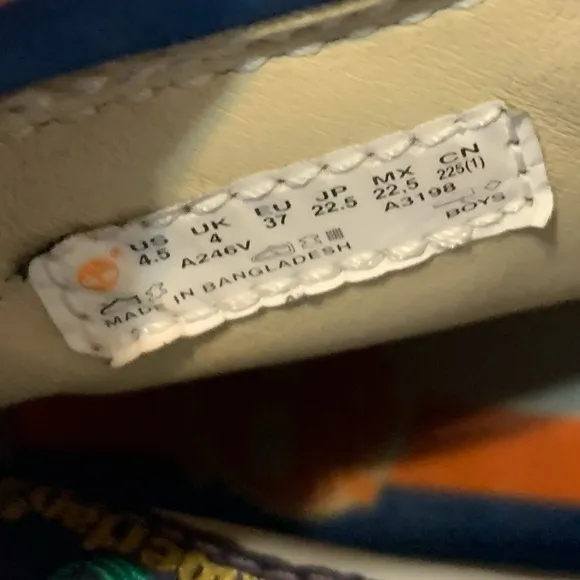 US UK EU JP MX CN
4.5 4 37 22.5 22.5 225(1)
A246V A3198
MADE IN BANGLADESH BOYS